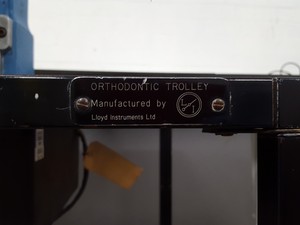 ORTHODONTIC TROLLEY
Manufactured by
Lloyd Instruments Ltd